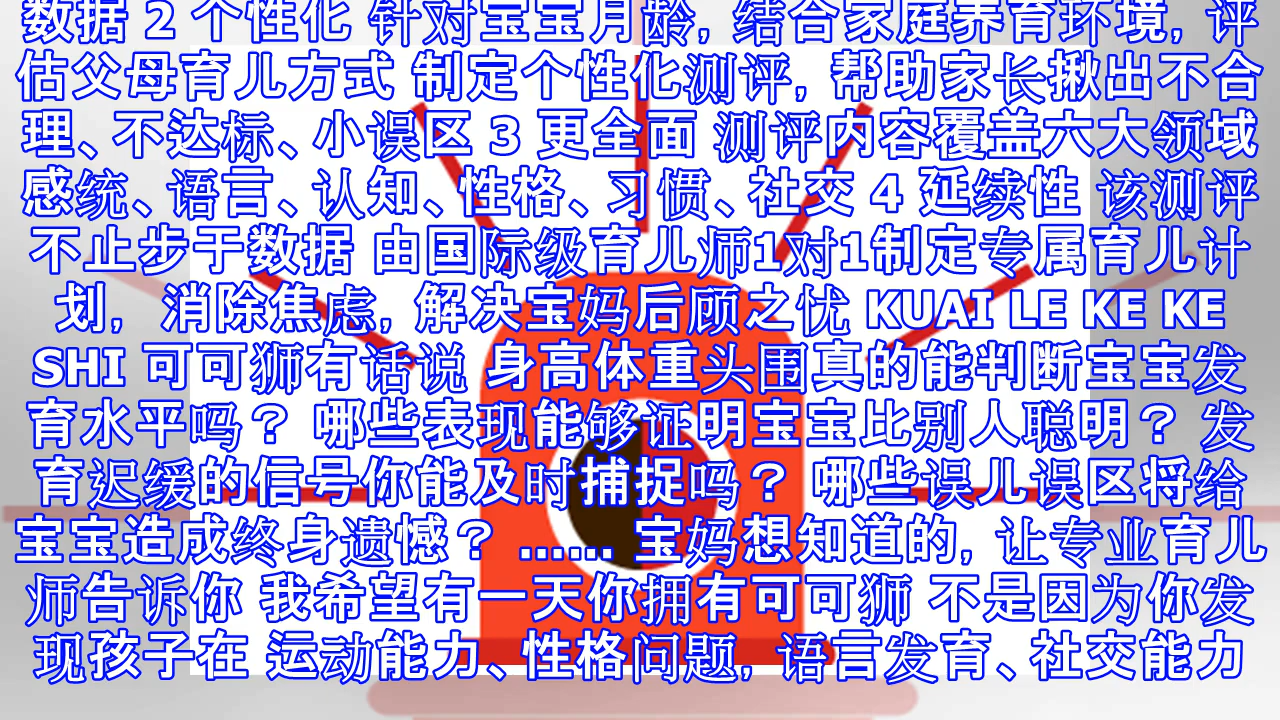 数据 2 个性化 针对宝宝月龄, 结合家庭养育环境, 评
估父母育儿方式 制定个性化测评, 帮助家长揪出不合
理、不达标、小误区 3 更全面 测评内容覆盖六大领域
感统、语言、认知、性格、习惯、社交 4 延续性 该测评
不止步于数据 由国际级育儿师1对1制定专属育儿计
划, 消除焦虑, 解决宝妈后顾之忧 KUAI LE KE KE
SHI 可可狮有话说 身高体重头围真的能判断宝宝发
育水平吗？ 哪些表现能够证明宝宝比别人聪明？ 发
育迟缓的信号你能及时捕捉吗？ 哪些误儿误区将给
宝宝造成终身遗憾？ …… 宝妈想知道的, 让专业育儿
师告诉你 我希望有一天你拥有可可狮 不是因为你发
现孩子在 运动能力、性格问题, 语言发育、社交能力